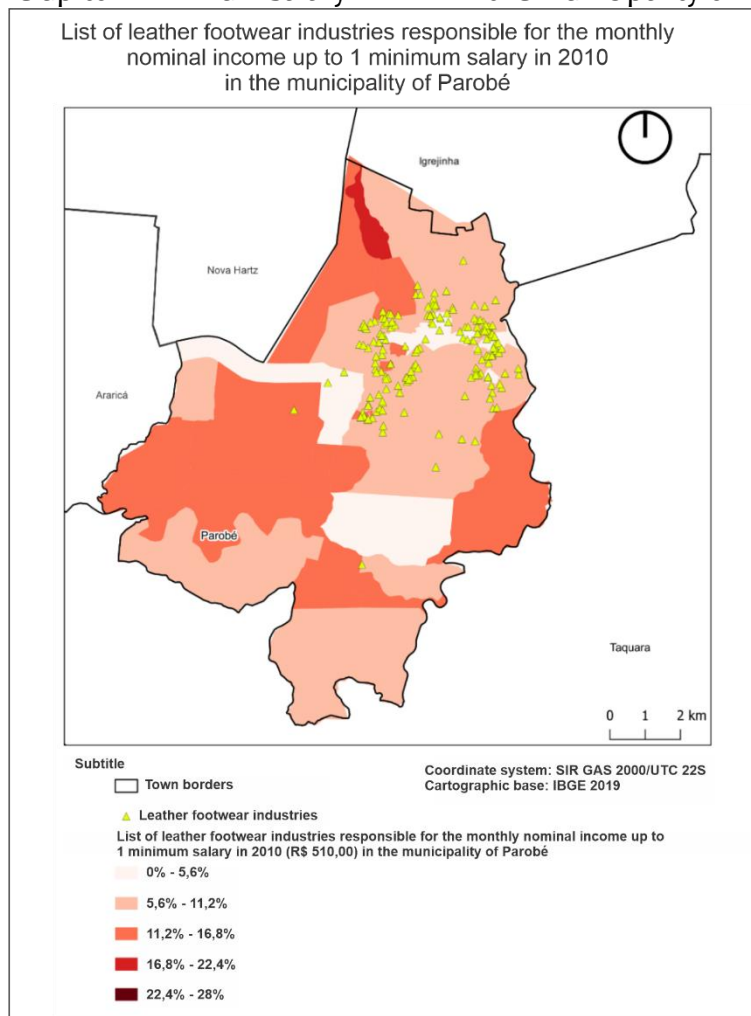 List of leather footwear industries responsible for the monthly
nominal income up to 1 minimum salary in 2010
in the municipality of Parobé
Igrejinha
Nova Hartz
Araricá
Parobé
Taquara
0 1 2 km
Subtitle
Town borders
Coordinate system: SIR GAS 2000/UTC 22S
Cartographic base: IBGE 2019
Leather footwear industries
List of leather footwear industries responsible for the monthly nominal income up to
1 minimum salary in 2010 (R$ 510,00) in the municipality of Parobé
0% - 5,6%
5,6% - 11,2%
11,2% - 16,8%
16,8% - 22,4%
22,4% - 28%